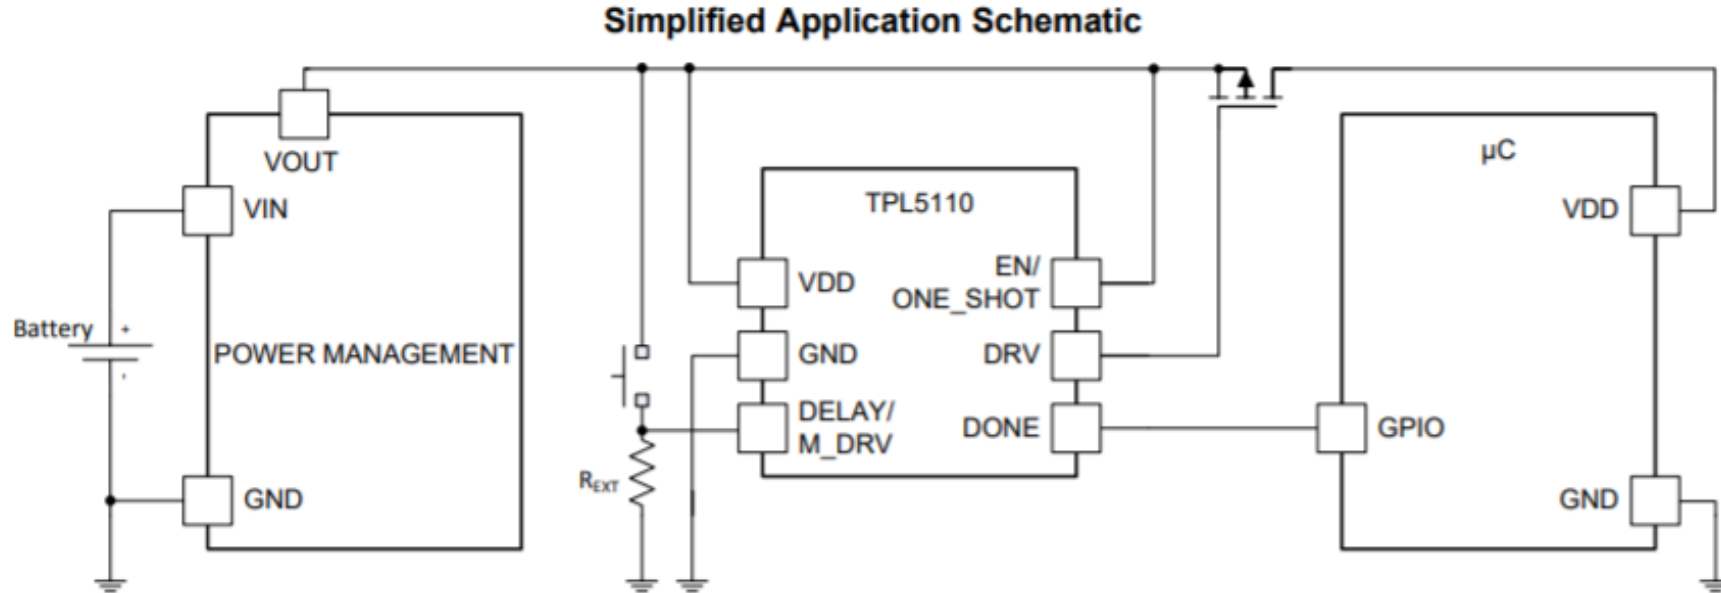 Simplified Application Schematic
VOUT
VIN
Battery
+
-
POWER MANAGEMENT
GND
R_EXT
TPL5110
VDD
EN/
ONE_SHOT
GND
DRV
DELAY/
M_DRV
DONE
µC
VDD
GPIO
GND